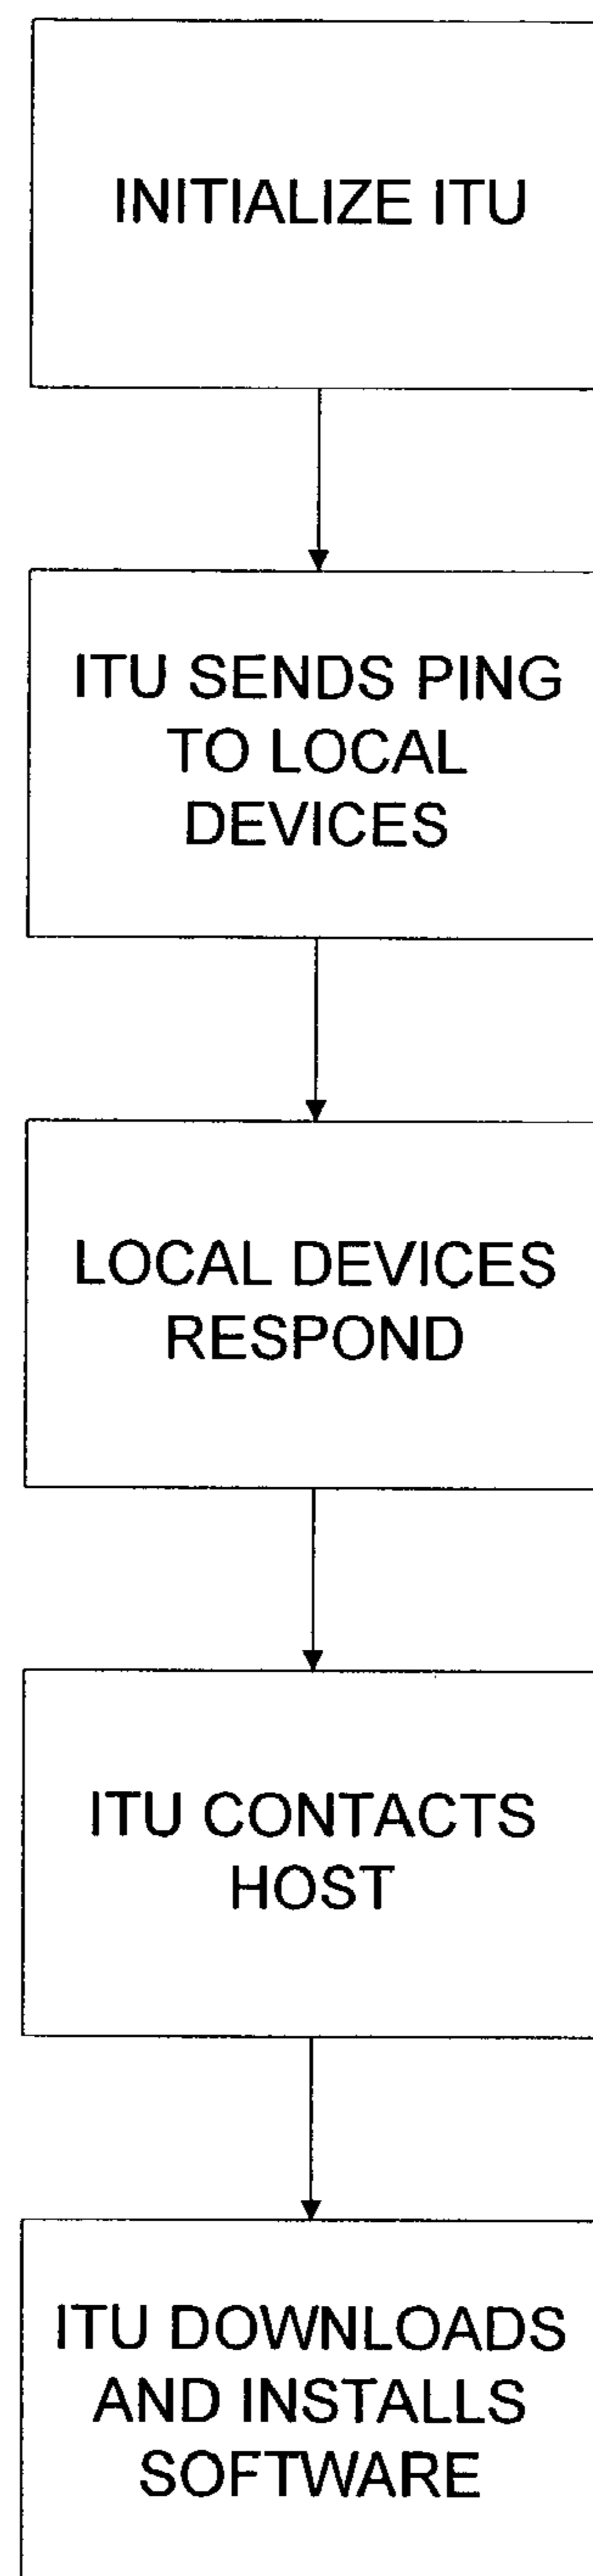 INITIALIZE ITU
ITU SENDS PING
TO LOCAL
DEVICES
LOCAL DEVICES
RESPOND
ITU CONTACTS
HOST
ITU DOWNLOADS
AND INSTALLS
SOFTWARE